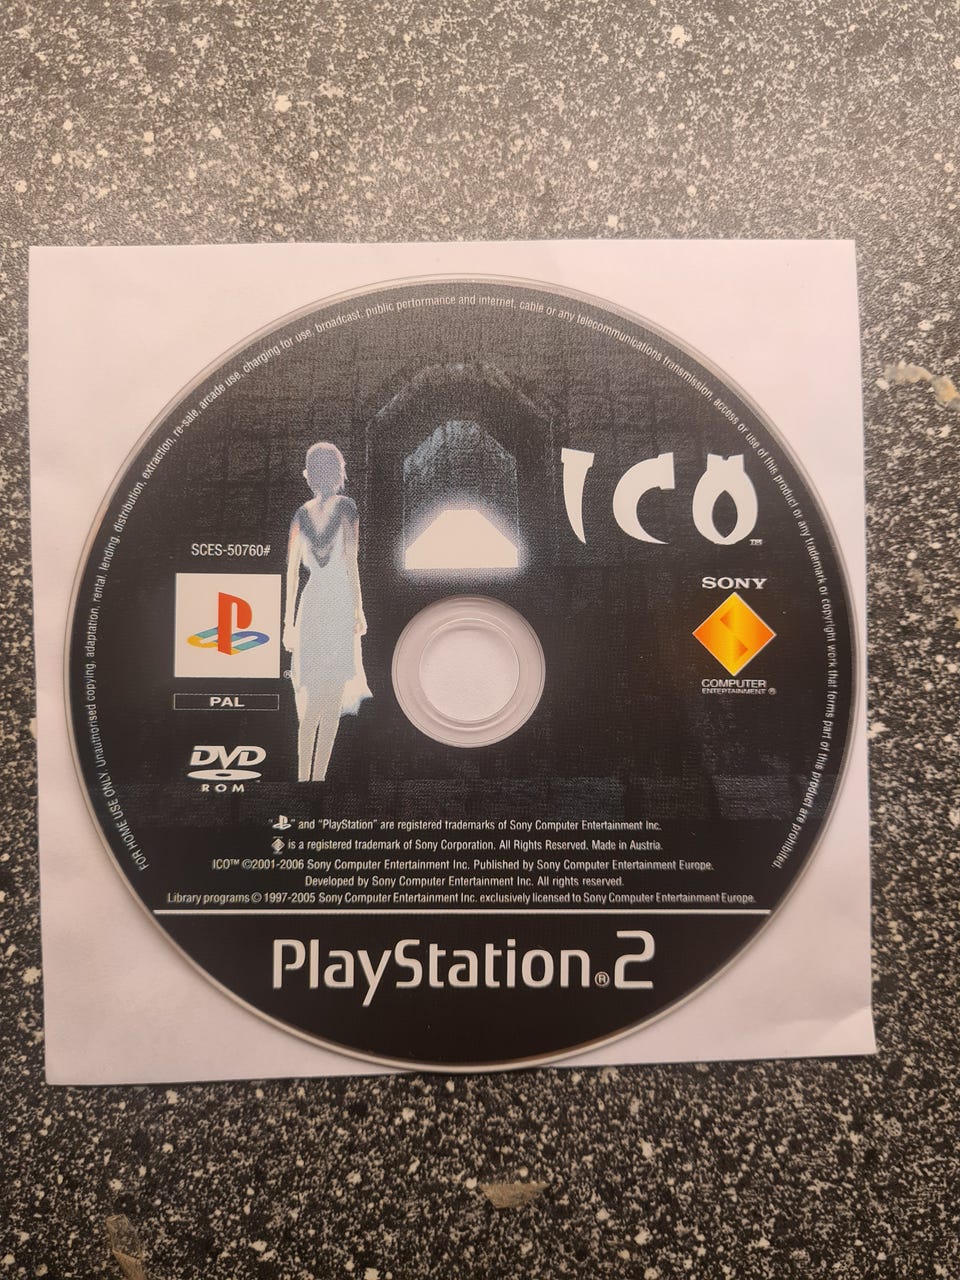 FOR HOME USE ONLY. Unauthorised copying, adaptation, rental, lending, distribution, extraction, re-sale, arcade use, charging for use, broadcast, public performance and internet, cable or any telecommunications transmission, access or use of this product or any trademark or copyright work that forms part of this product are prohibited.
ICO™
SCES-50760#
SONY
COMPUTER
ENTERTAINMENT ®
®
PAL
DVD
ROM
" " and "PlayStation" are registered trademarks of Sony Computer Entertainment Inc.
is a registered trademark of Sony Corporation. All Rights Reserved. Made in Austria.
ICO™ ©2001-2006 Sony Computer Entertainment Inc. Published by Sony Computer Entertainment Europe.
Developed by Sony Computer Entertainment Inc. All rights reserved.
Library programs © 1997-2005 Sony Computer Entertainment Inc. exclusively licensed to Sony Computer Entertainment Europe.
PlayStation®2